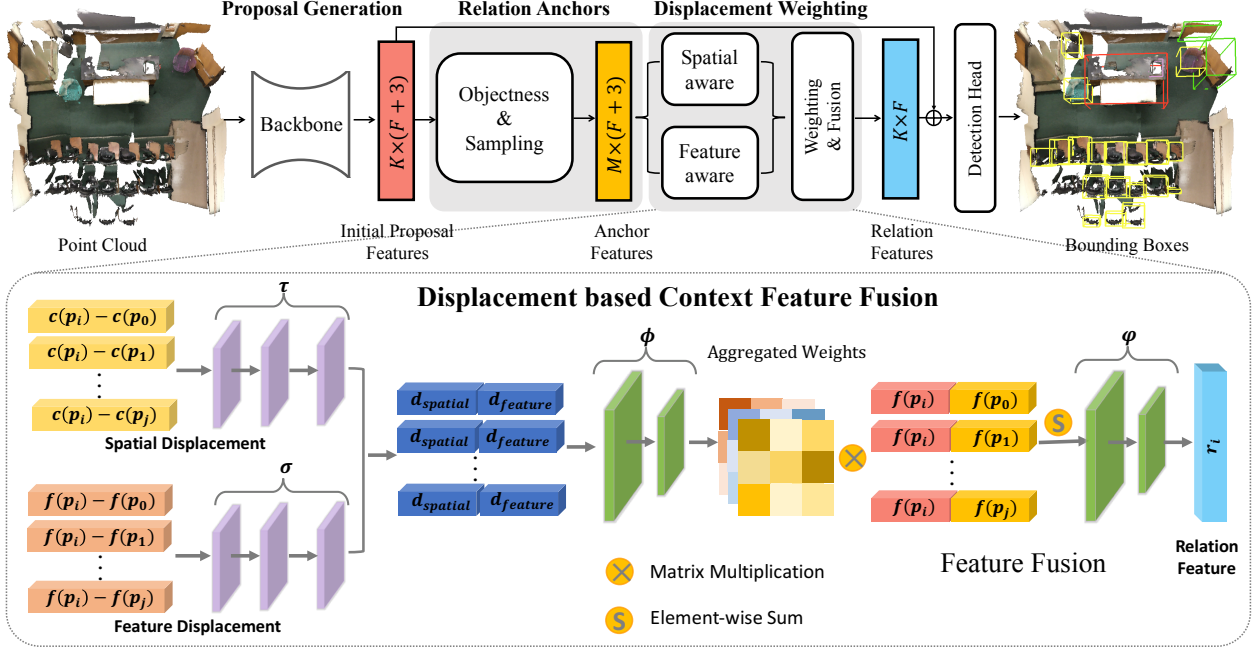 Proposal Generation
Relation Anchors
Displacement Weighting
Backbone
K×(F + 3)
Objectness
&
Sampling
M×(F + 3)
Spatial
aware
Feature
aware
Weighting
& Fusion
K×F
Detection Head
Point Cloud
Initial Proposal
Features
Anchor
Features
Relation
Features
Bounding Boxes
Displacement based Context Feature Fusion
τ
c(p_i) − c(p_0)
c(p_i) − c(p_1)
c(p_i) − c(p_j)
Spatial Displacement
σ
f(p_i) − f(p_0)
f(p_i) − f(p_1)
f(p_i) − f(p_j)
Feature Displacement
d_spatial d_feature
d_spatial d_feature
d_spatial d_feature
ϕ
Aggregated Weights
f(p_i) f(p_0)
f(p_i) f(p_1)
f(p_i) f(p_j)
S
φ
r_i
Feature Fusion
Relation
Feature
Matrix Multiplication
S Element-wise Sum